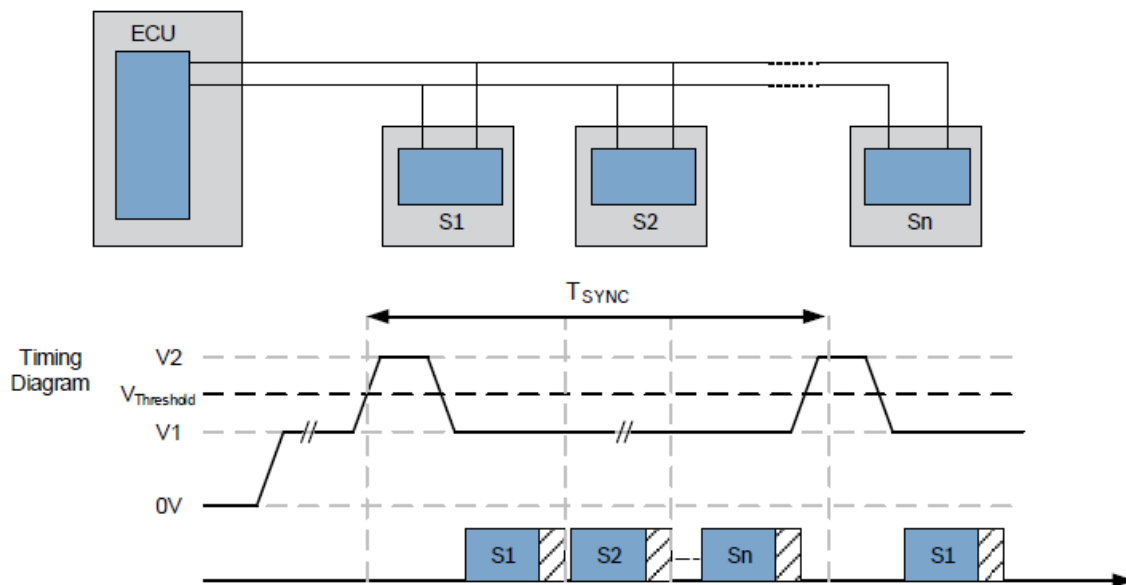 ECU
S1
S2
Sn
TSYNC
Timing
Diagram
V2
VThreshold
V1
0V
S1
S2
Sn
S1